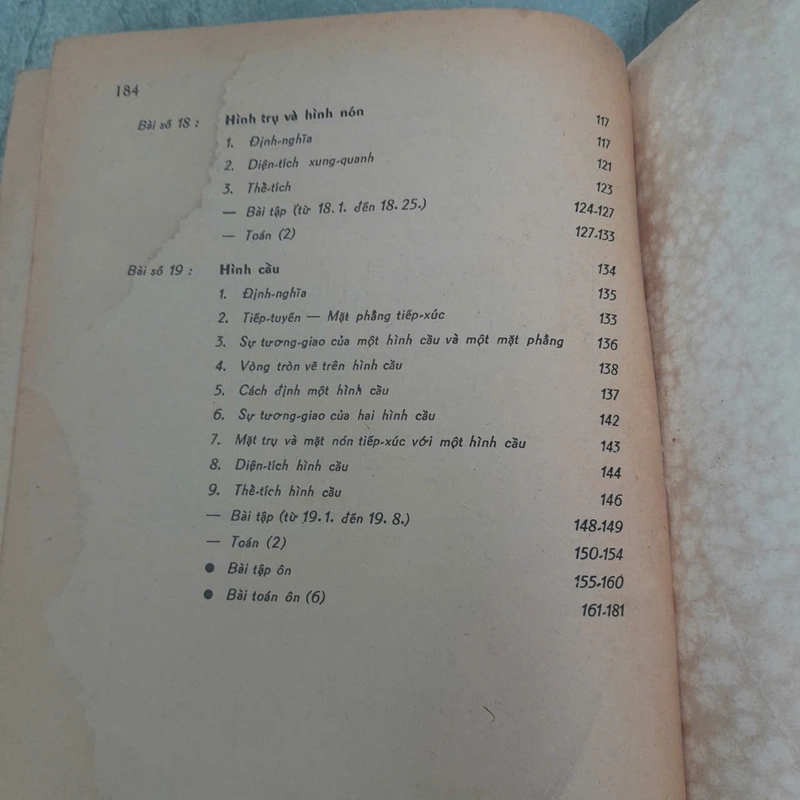 184
Bài số 18 : Hình trụ và hình nón 117
1. Định-nghĩa 117
2. Diện-tích xung-quanh 121
3. Thể-tích 123
— Bài tập (từ 18.1. đến 18.25.) 124-127
— Toán (2) 127-133
Bài số 19 : Hình cầu 134
1. Định-nghĩa 135
2. Tiếp-tuyến — Mặt phẳng tiếp-xúc 133
3. Sự tương-giao của một hình cầu và một mặt phẳng 136
4. Vòng tròn vẽ trên hình cầu 138
5. Cách định một hình cầu 137
6. Sự tương-giao của hai hình cầu 142
7. Mặt trụ và mặt nón tiếp-xúc với một hình cầu 143
8. Diện-tích hình cầu 144
9. Thể-tích hình cầu 146
— Bài tập (từ 19.1. đến 19.8.) 148-149
— Toán (2) 150-154
● Bài tập ôn 155-160
● Bài toán ôn (6) 161-181